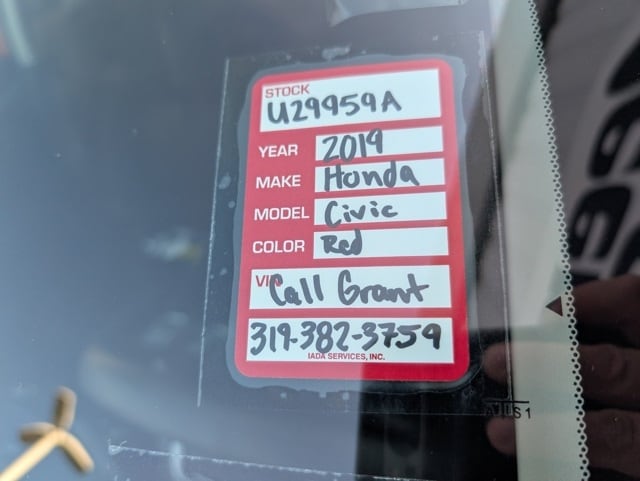 STOCK
U29959A
YEAR 2019
MAKE Honda
MODEL Civic
COLOR Red
VIN
Call Grant
319-382-3759
IADA SERVICES, INC.